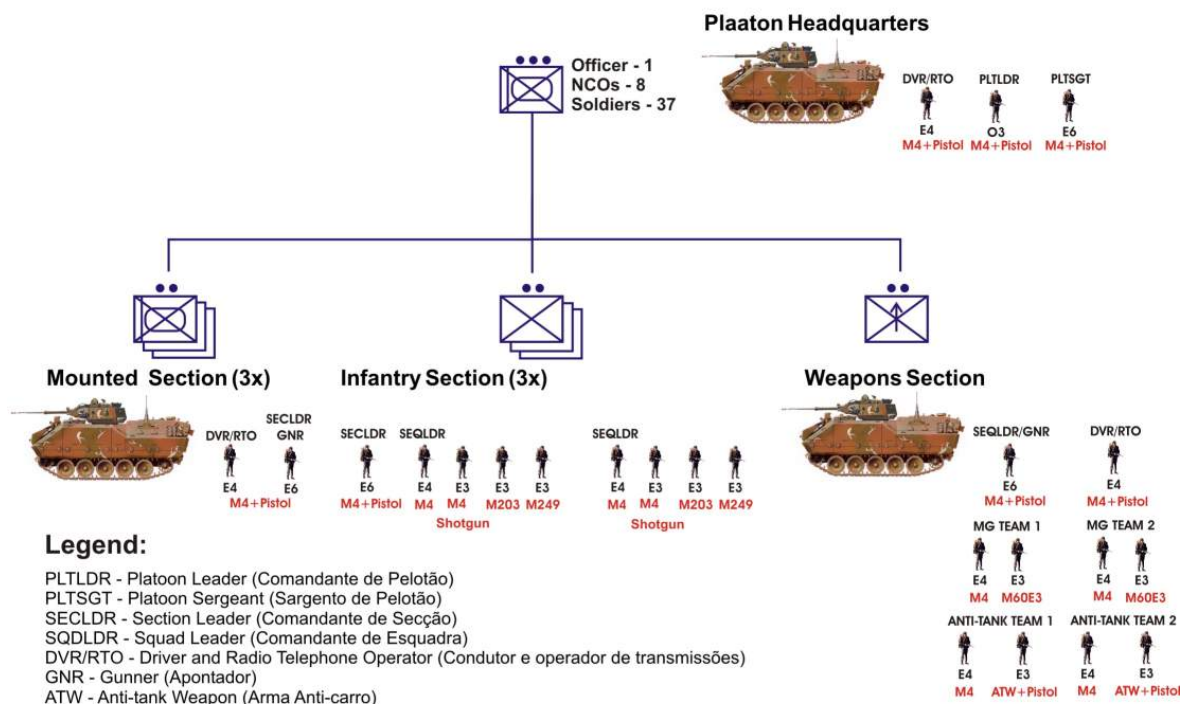 Plaaton Headquarters
Officer - 1
NCOs - 8
Soldiers - 37
DVR/RTO PLTLDR PLTSGT
E4 O3 E6
M4+Pistol M4+Pistol M4+Pistol
Mounted Section (3x)
DVR/RTO SECLDR
GNR
E4 E6
M4+Pistol
Infantry Section (3x)
SECLDR SEQLDR SEQLDR
E6 E4 E3 E3 E3 E4 E3 E3 E3
M4+Pistol M4 M4 M203 M249 M4 M4 M203 M249
Shotgun Shotgun
Weapons Section
SEQLDR/GNR DVR/RTO
E6 E4
M4+Pistol M4+Pistol
MG TEAM 1 MG TEAM 2
E4 E3 E4 E3
M4 M60E3 M4 M60E3
ANTI-TANK TEAM 1 ANTI-TANK TEAM 2
E4 E3 E4 E3
M4 ATW+Pistol M4 ATW+Pistol
Legend:
PLTLDR - Platoon Leader (Comandante de Pelotão)
PLTSGT - Platoon Sergeant (Sargento de Pelotão)
SECLDR - Section Leader (Comandante de Secção)
SQDLDR - Squad Leader (Comandante de Esquadra)
DVR/RTO - Driver and Radio Telephone Operator (Condutor e operador de transmissões)
GNR - Gunner (Apontador)
ATW - Anti-tank Weapon (Arma Anti-carro)